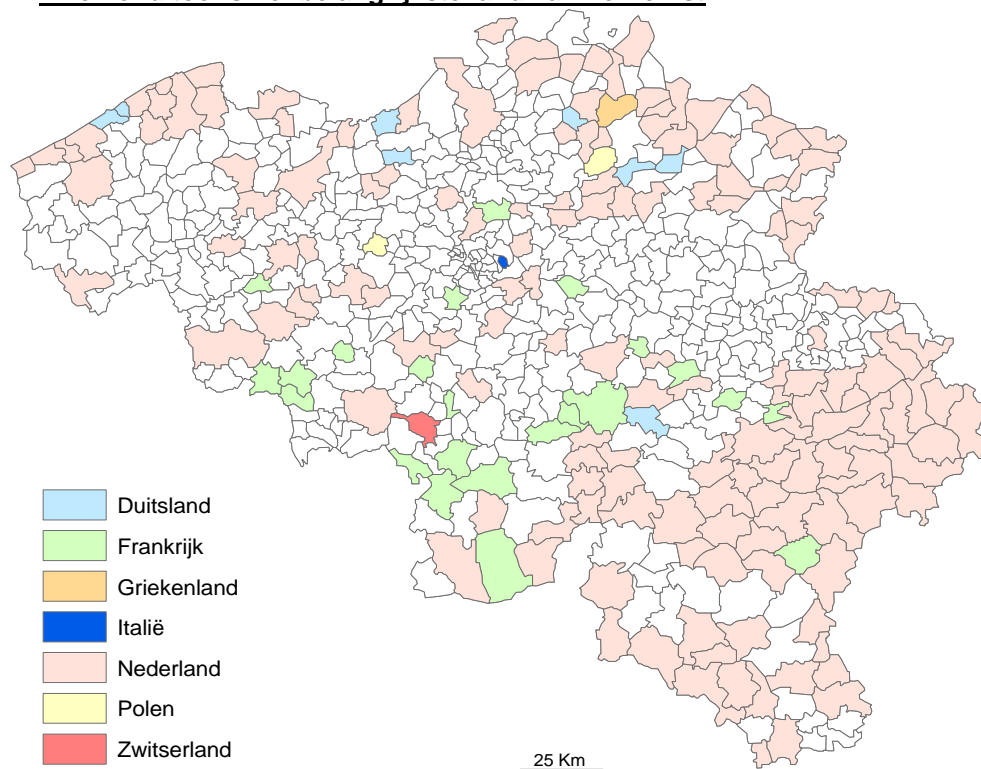 Duitsland
Frankrijk
Griekenland
Italië
Nederland
Polen
Zwitserland
25 Km